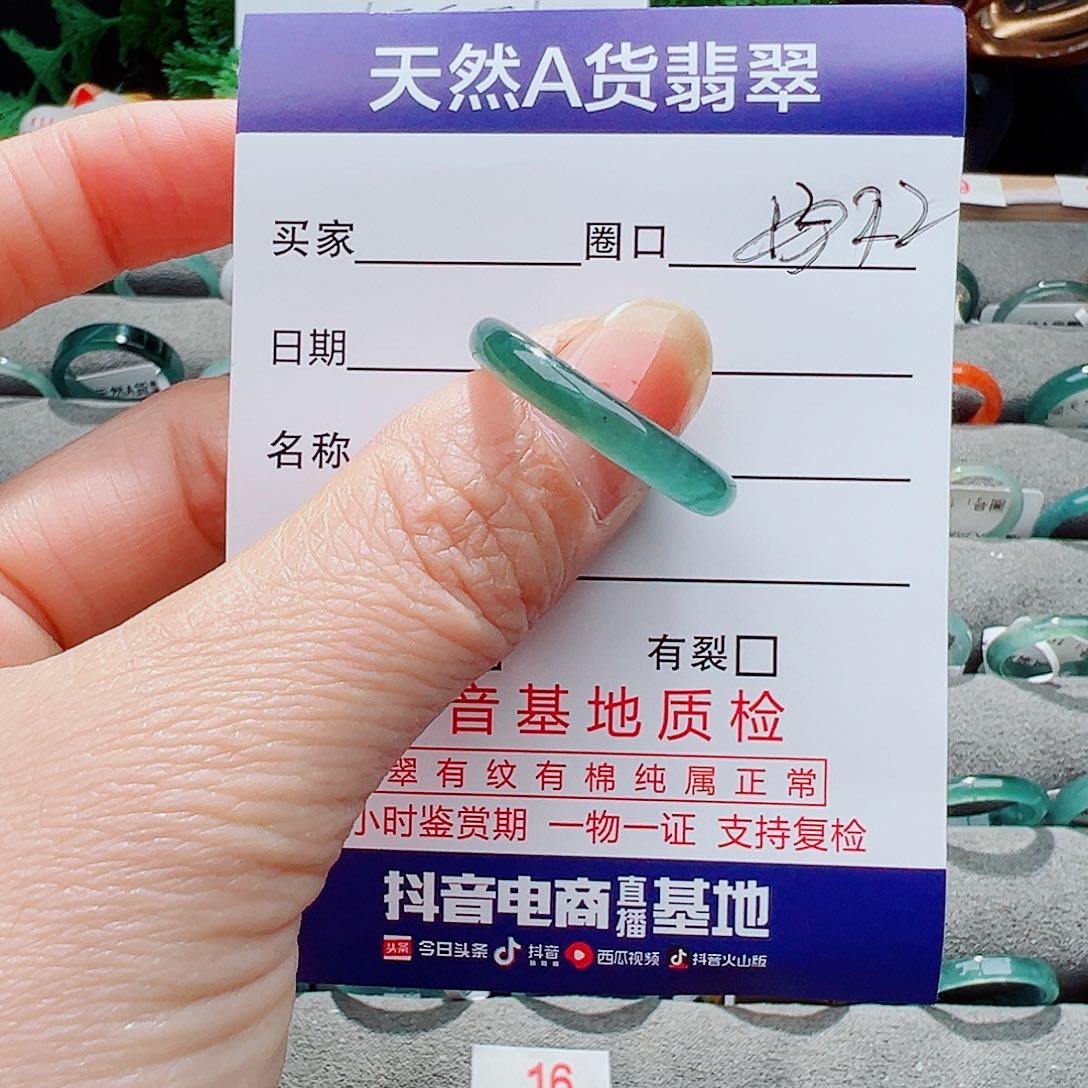 天然A货翡翠
买家 圈口
日期
名称
有裂
音基地质检
翠有纹有棉纯属正常
小时鉴赏期 一物一证 支持复检
抖音电商直播基地
头条 今日头条 抖音 西瓜视频 抖音火山版
16